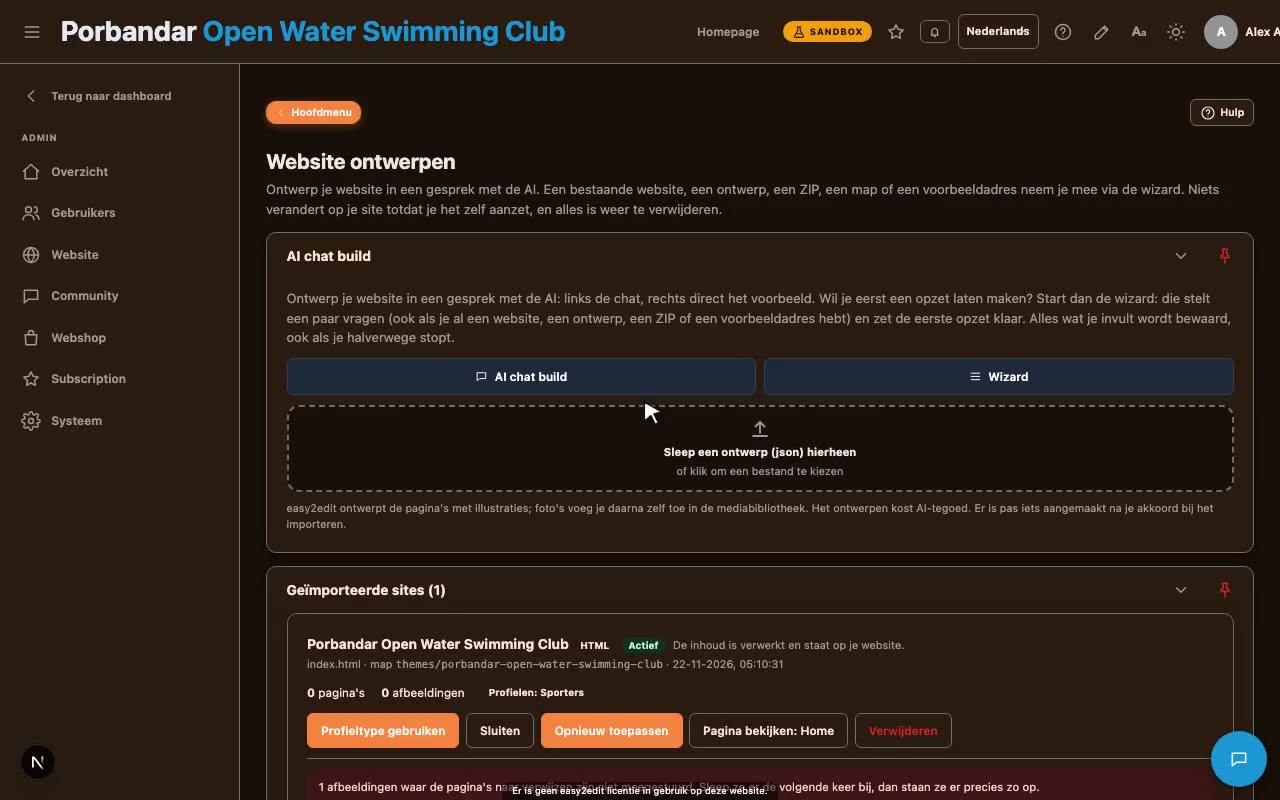 Porbandar Open Water Swimming Club
Homepage
SANDBOX
Nederlands
Aa
A
Alex A
Terug naar dashboard
ADMIN
Overzicht
Gebruikers
Website
Community
Webshop
Subscription
Systeem
N
Hoofdmenu
Hulp
Website ontwerpen
Ontwerp je website in een gesprek met de AI. Een bestaande website, een ontwerp, een ZIP, een map of een voorbeeldadres neem je mee via de wizard. Niets
verandert op je site totdat je het zelf aanzet, en alles is weer te verwijderen.
AI chat build
Ontwerp je website in een gesprek met de AI: links de chat, rechts direct het voorbeeld. Wil je eerst een opzet laten maken? Start dan de wizard: die stelt
een paar vragen (ook als je al een website, een ontwerp, een ZIP of een voorbeeldadres hebt) en zet de eerste opzet klaar. Alles wat je invult wordt bewaard,
ook als je halverwege stopt.
AI chat build
Wizard
Sleep een ontwerp (json) hierheen
of klik om een bestand te kiezen
easy2edit ontwerpt de pagina's met illustraties; foto's voeg je daarna zelf toe in de mediabibliotheek. Het ontwerpen kost AI-tegoed. Er is pas iets aangemaakt na je akkoord bij het
importeren.
Geïmporteerde sites (1)
Porbandar Open Water Swimming Club HTML Actief De inhoud is verwerkt en staat op je website.
index.html · map themes/porbandar-open-water-swimming-club · 22-11-2026, 05:10:31
0 pagina's 0 afbeeldingen Profielen: Sporters
Profieltype gebruiken
Sluiten
Opnieuw toepassen
Pagina bekijken: Home
Verwijderen
1 afbeeldingen waar de pagina's naar verwijzen zijn niet meegestuurd. Sleep ze er de volgende keer bij, dan staan ze er precies zo op.
Er is geen easy2edit licentie in gebruik op deze website.